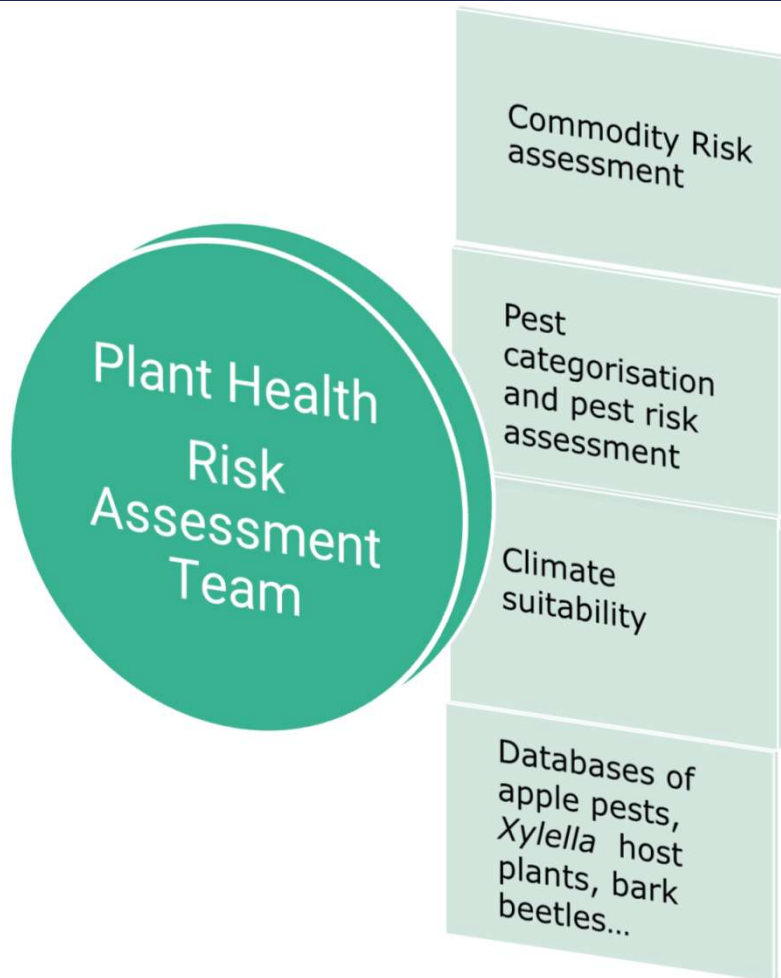 Plant Health
Risk
Assessment
Team
Commodity Risk
assessment
Pest
categorisation
and pest risk
assessment
Climate
suitability
Databases of
apple pests,
Xylella host
plants, bark
beetles…